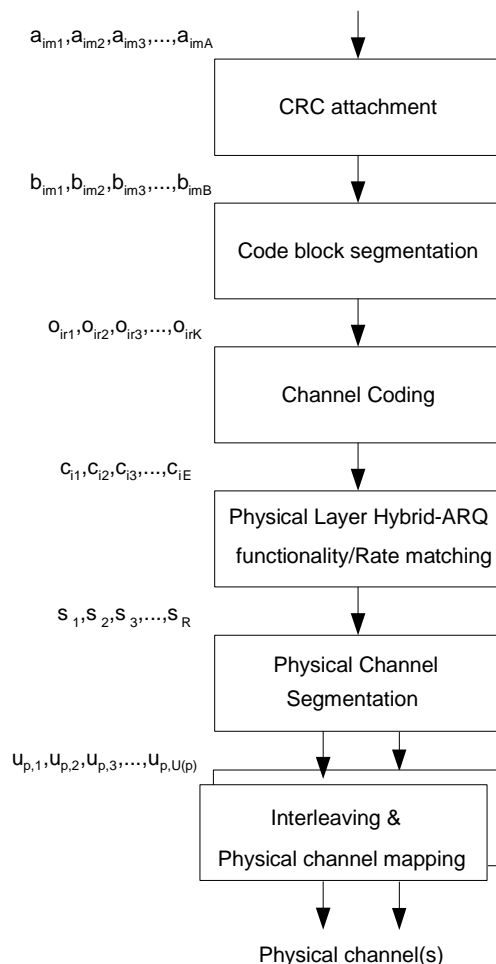 a_im1,a_im2,a_im3,...,a_imA
CRC attachment
b_im1,b_im2,b_im3,...,b_imB
Code block segmentation
o_ir1,o_ir2,o_ir3,...,o_irK
Channel Coding
c_i1,c_i2,c_i3,...,c_iE
Physical Layer Hybrid-ARQ
functionality/Rate matching
s_1,s_2,s_3,...,s_R
Physical Channel
Segmentation
u_p,1,u_p,2,u_p,3,...,u_p,U(p)
Interleaving &
Physical channel mapping
Physical channel(s)